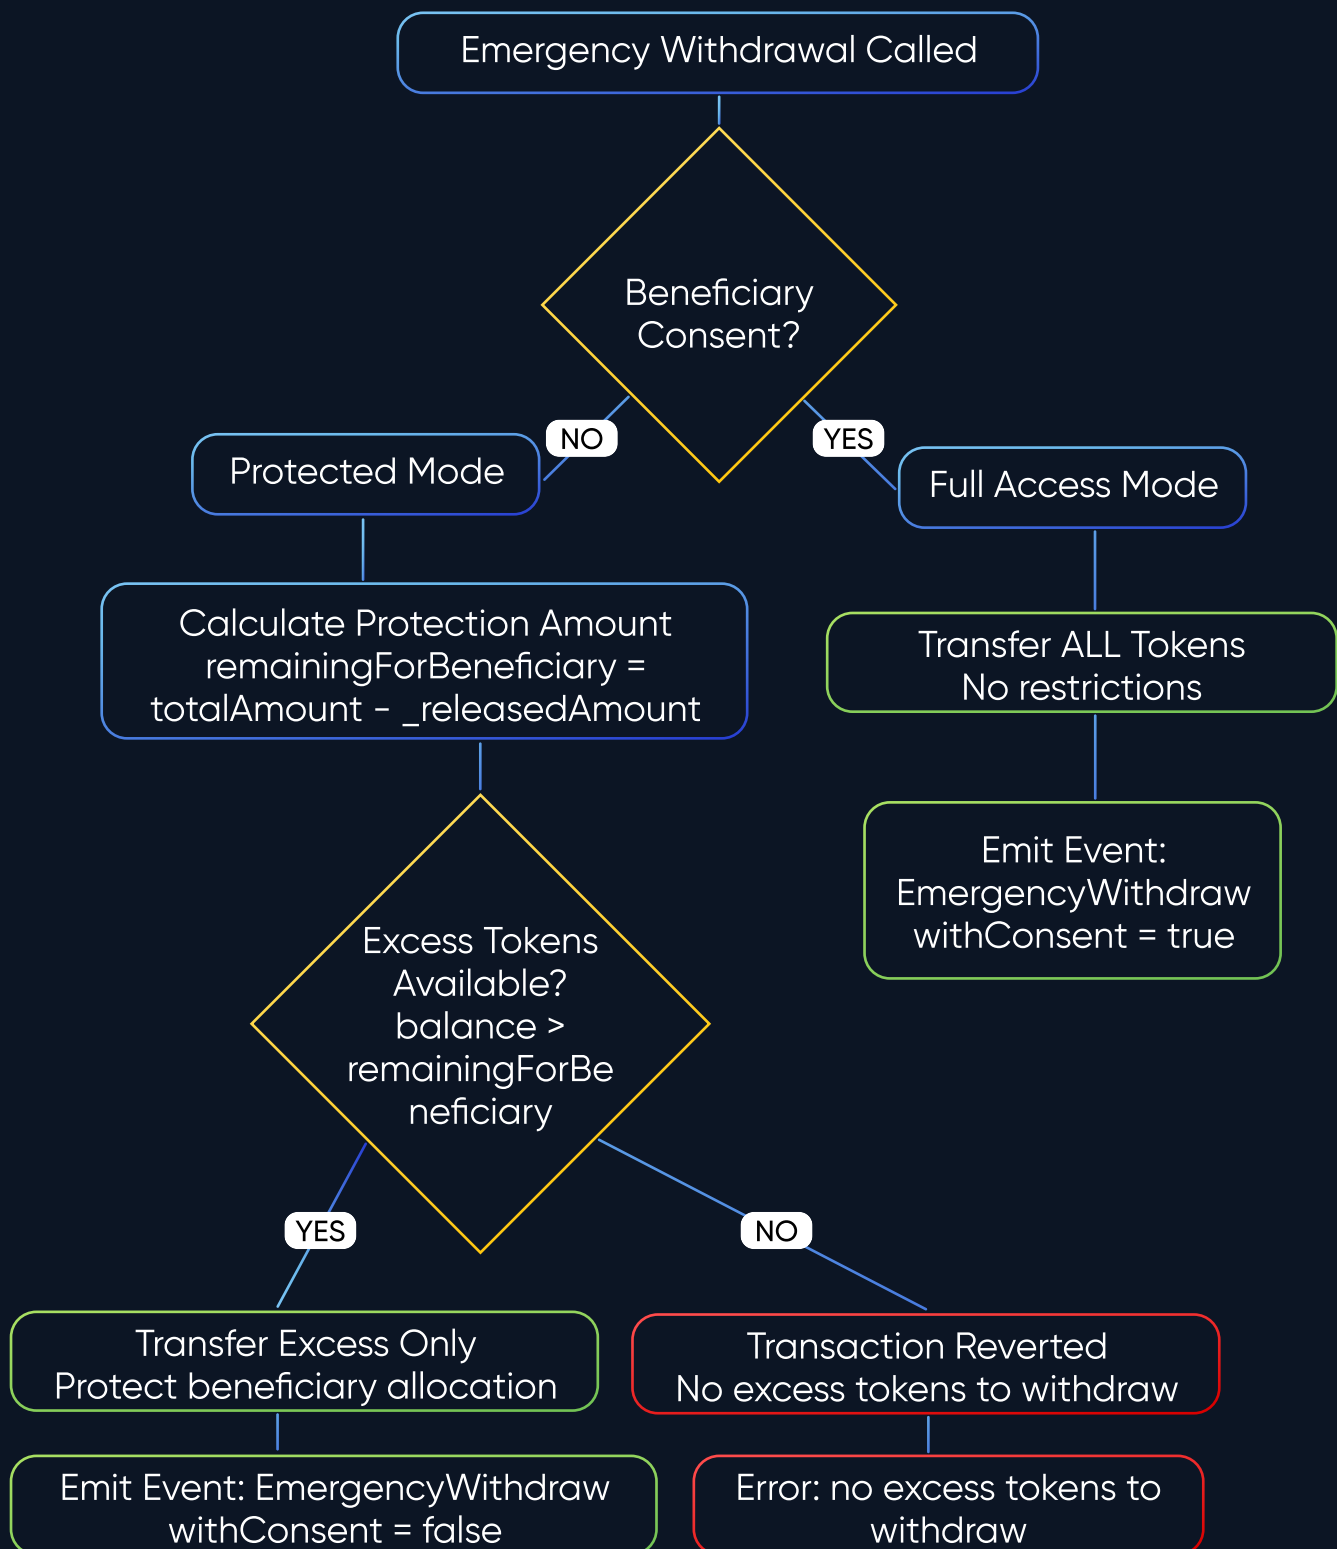 Emergency Withdrawal Called
Beneficiary
Consent?
NO
YES
Protected Mode
Full Access Mode
Calculate Protection Amount
remainingForBeneficiary =
totalAmount - _releasedAmount
Transfer ALL Tokens
No restrictions
Emit Event:
EmergencyWithdraw
withConsent = true
Excess Tokens
Available?
balance >
remainingForBe
neficiary
YES
NO
Transfer Excess Only
Protect beneficiary allocation
Transaction Reverted
No excess tokens to withdraw
Emit Event: EmergencyWithdraw
withConsent = false
Error: no excess tokens to
withdraw